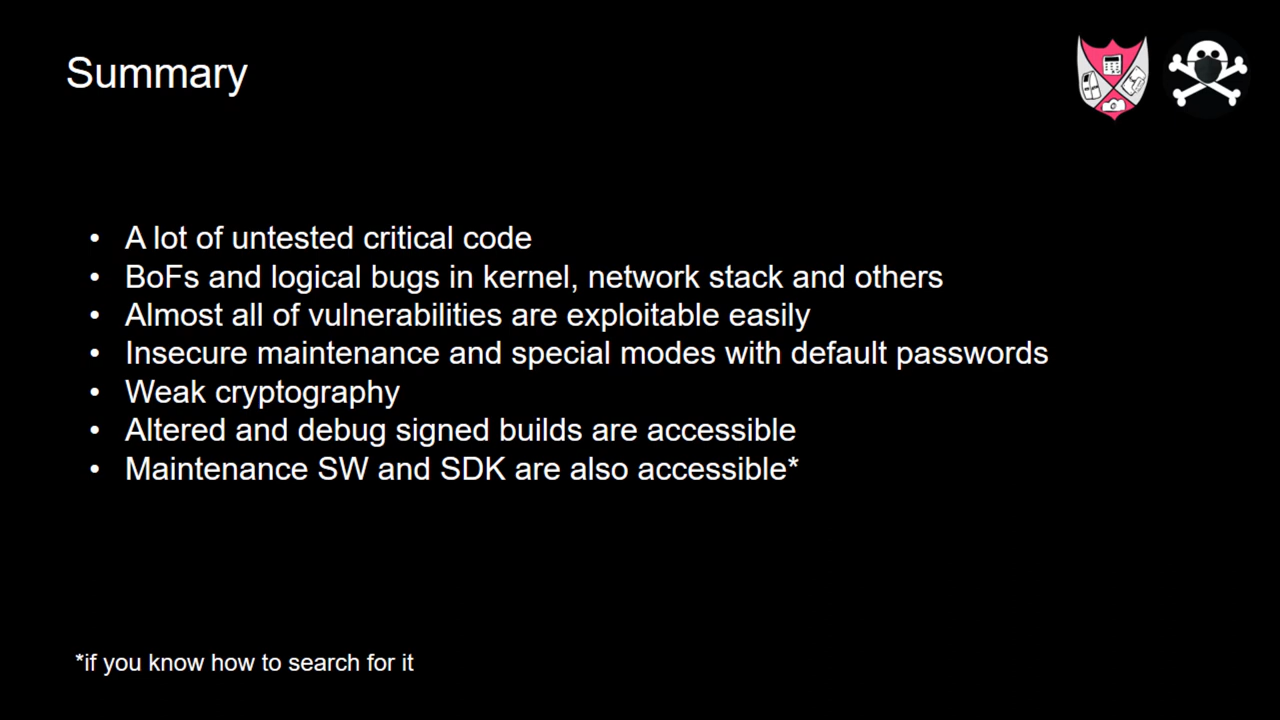 Summary
• A lot of untested critical code
• BoFs and logical bugs in kernel, network stack and others
• Almost all of vulnerabilities are exploitable easily
• Insecure maintenance and special modes with default passwords
• Weak cryptography
• Altered and debug signed builds are accessible
• Maintenance SW and SDK are also accessible*
*if you know how to search for it